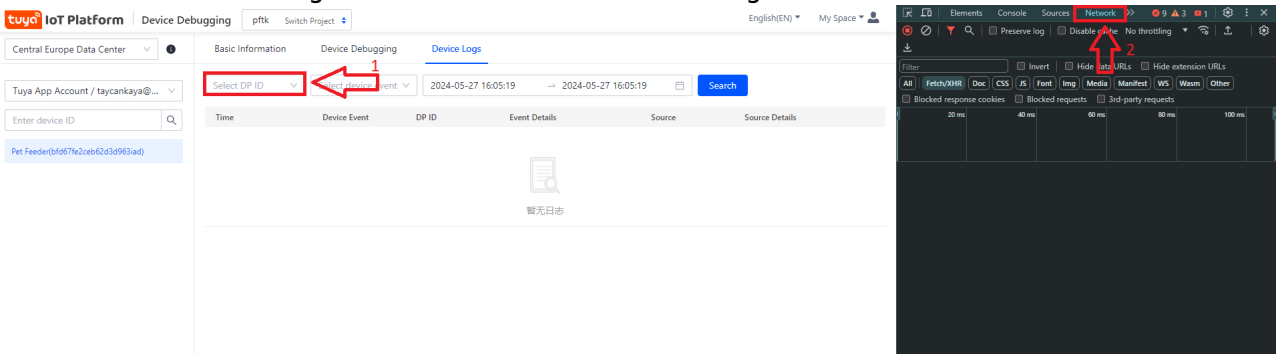 tuya IoT Platform Device Debugging pftk Switch Project English(EN) My Space
Central Europe Data Center
Basic Information Device Debugging Device Logs
1
Tuya App Account / taycankaya@...
Select DP ID Select device event 2024-05-27 16:05:19 → 2024-05-27 16:05:19 Search
Enter device ID
Time Device Event DP ID Event Details Source Source Details
Pet Feeder(bfd67fe2ceb62d3d963iad)
暂无日志
Elements Console Sources Network 9 3 1
Preserve log Disable cache No throttling
2
Filter Invert Hide data URLs Hide extension URLs
All Fetch/XHR Doc CSS JS Font Img Media Manifest WS Wasm Other
Blocked response cookies Blocked requests 3rd-party requests
20 ms 40 ms 60 ms 80 ms 100 ms